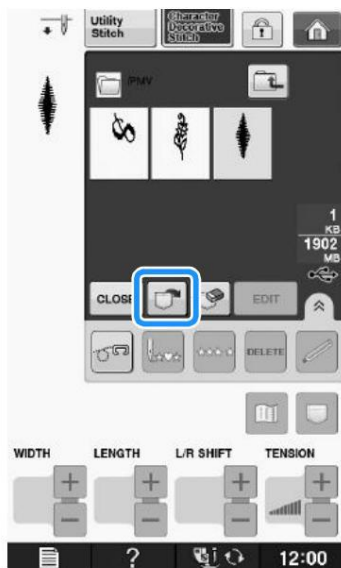 Utility
Stitch
Character
Decorative
Stitch
PMV
1
KB
1902
MB
CLOSE
EDIT
DELETE
WIDTH
LENGTH
L/R SHIFT
TENSION
12:00